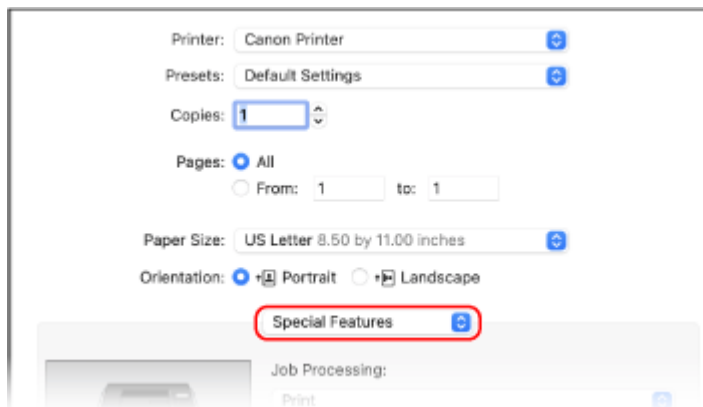 Printer: Canon Printer
Presets: Default Settings
Copies: 1
Pages: All
From: 1 to: 1
Paper Size: US Letter 8.50 by 11.00 inches
Orientation: Portrait Landscape
Special Features
Job Processing:
Print